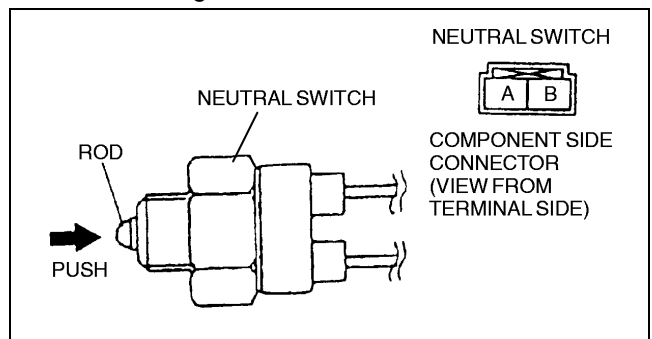 NEUTRAL SWITCH
A B
NEUTRAL SWITCH
ROD
PUSH
COMPONENT SIDE
CONNECTOR
(VIEW FROM
TERMINAL SIDE)